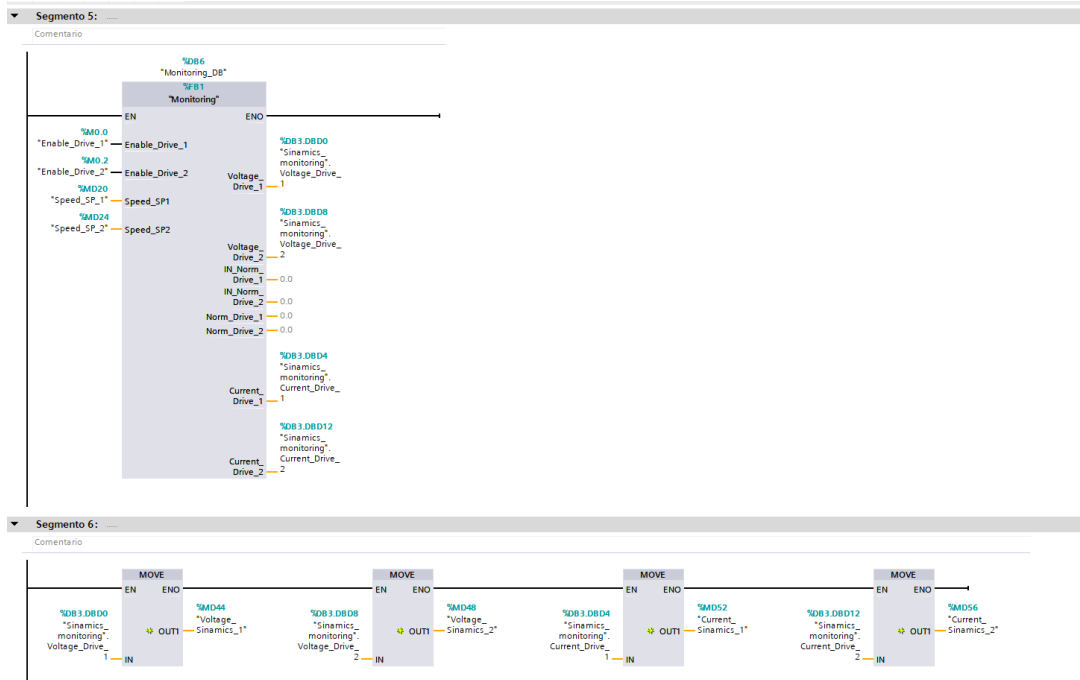 Segmento 5: .....
Comentario
%DB6
"Monitoring_DB"
%FB1
"Monitoring"
EN ENO
%M0.0
"Enable_Drive_1" Enable_Drive_1
%M0.2
"Enable_Drive_2" Enable_Drive_2
%MD20
"Speed_SP_1" Speed_SP1
%MD24
"Speed_SP_2" Speed_SP2
Voltage_
Drive_1
%DB3.DBD0
"Sinamics_
monitoring".
Voltage_Drive_
1
Voltage_
Drive_2
%DB3.DBD8
"Sinamics_
monitoring".
Voltage_Drive_
2
IN_Norm_
Drive_1 0.0
IN_Norm_
Drive_2 0.0
Norm_Drive_1 0.0
Norm_Drive_2 0.0
Current_
Drive_1
%DB3.DBD4
"Sinamics_
monitoring".
Current_Drive_
1
Current_
Drive_2
%DB3.DBD12
"Sinamics_
monitoring".
Current_Drive_
2
Segmento 6: .....
Comentario
MOVE
EN ENO
%DB3.DBD0
"Sinamics_
monitoring".
Voltage_Drive_
1 IN
OUT1
%MD44
"Voltage_
Sinamics_1"
MOVE
EN ENO
%DB3.DBD8
"Sinamics_
monitoring".
Voltage_Drive_
2 IN
OUT1
%MD48
"Voltage_
Sinamics_2"
MOVE
EN ENO
%DB3.DBD4
"Sinamics_
monitoring".
Current_Drive_
1 IN
OUT1
%MD52
"Current_
Sinamics_1"
MOVE
EN ENO
%DB3.DBD12
"Sinamics_
monitoring".
Current_Drive_
2 IN
OUT1
%MD56
"Current_
Sinamics_2"